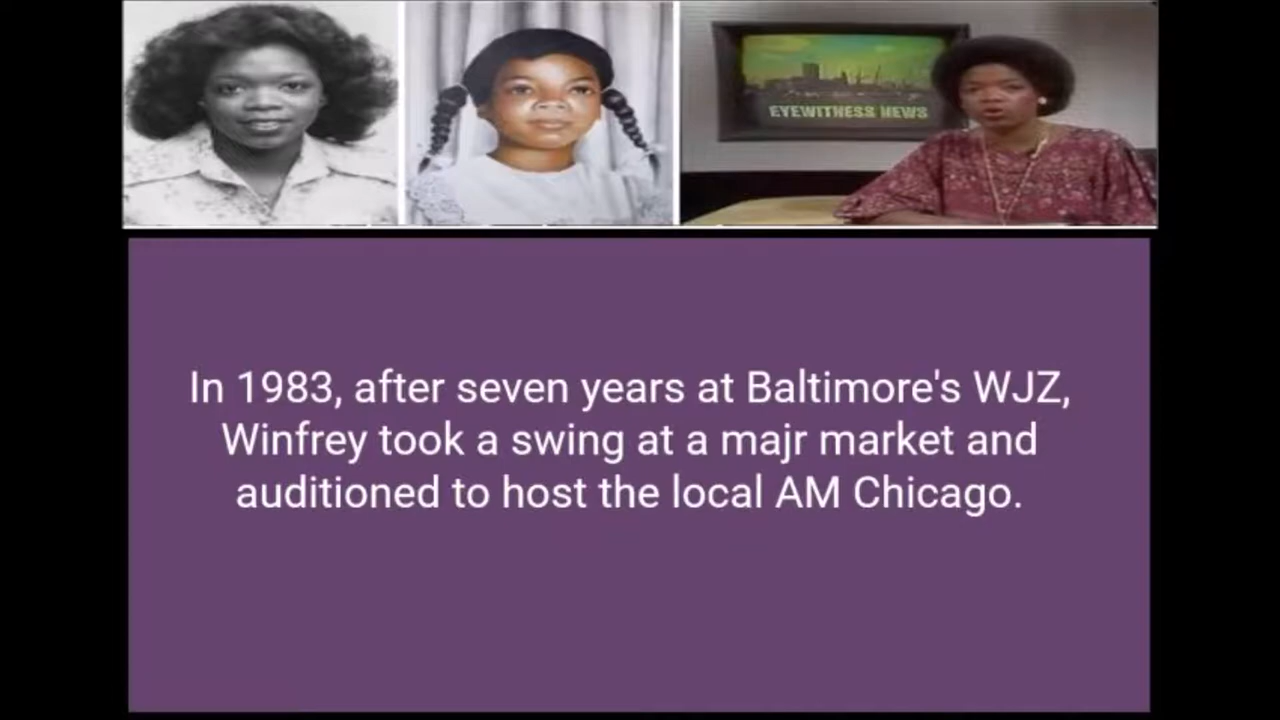 EYEWITNESS NEWS
In 1983, after seven years at Baltimore's WJZ,
Winfrey took a swing at a majr market and
auditioned to host the local AM Chicago.